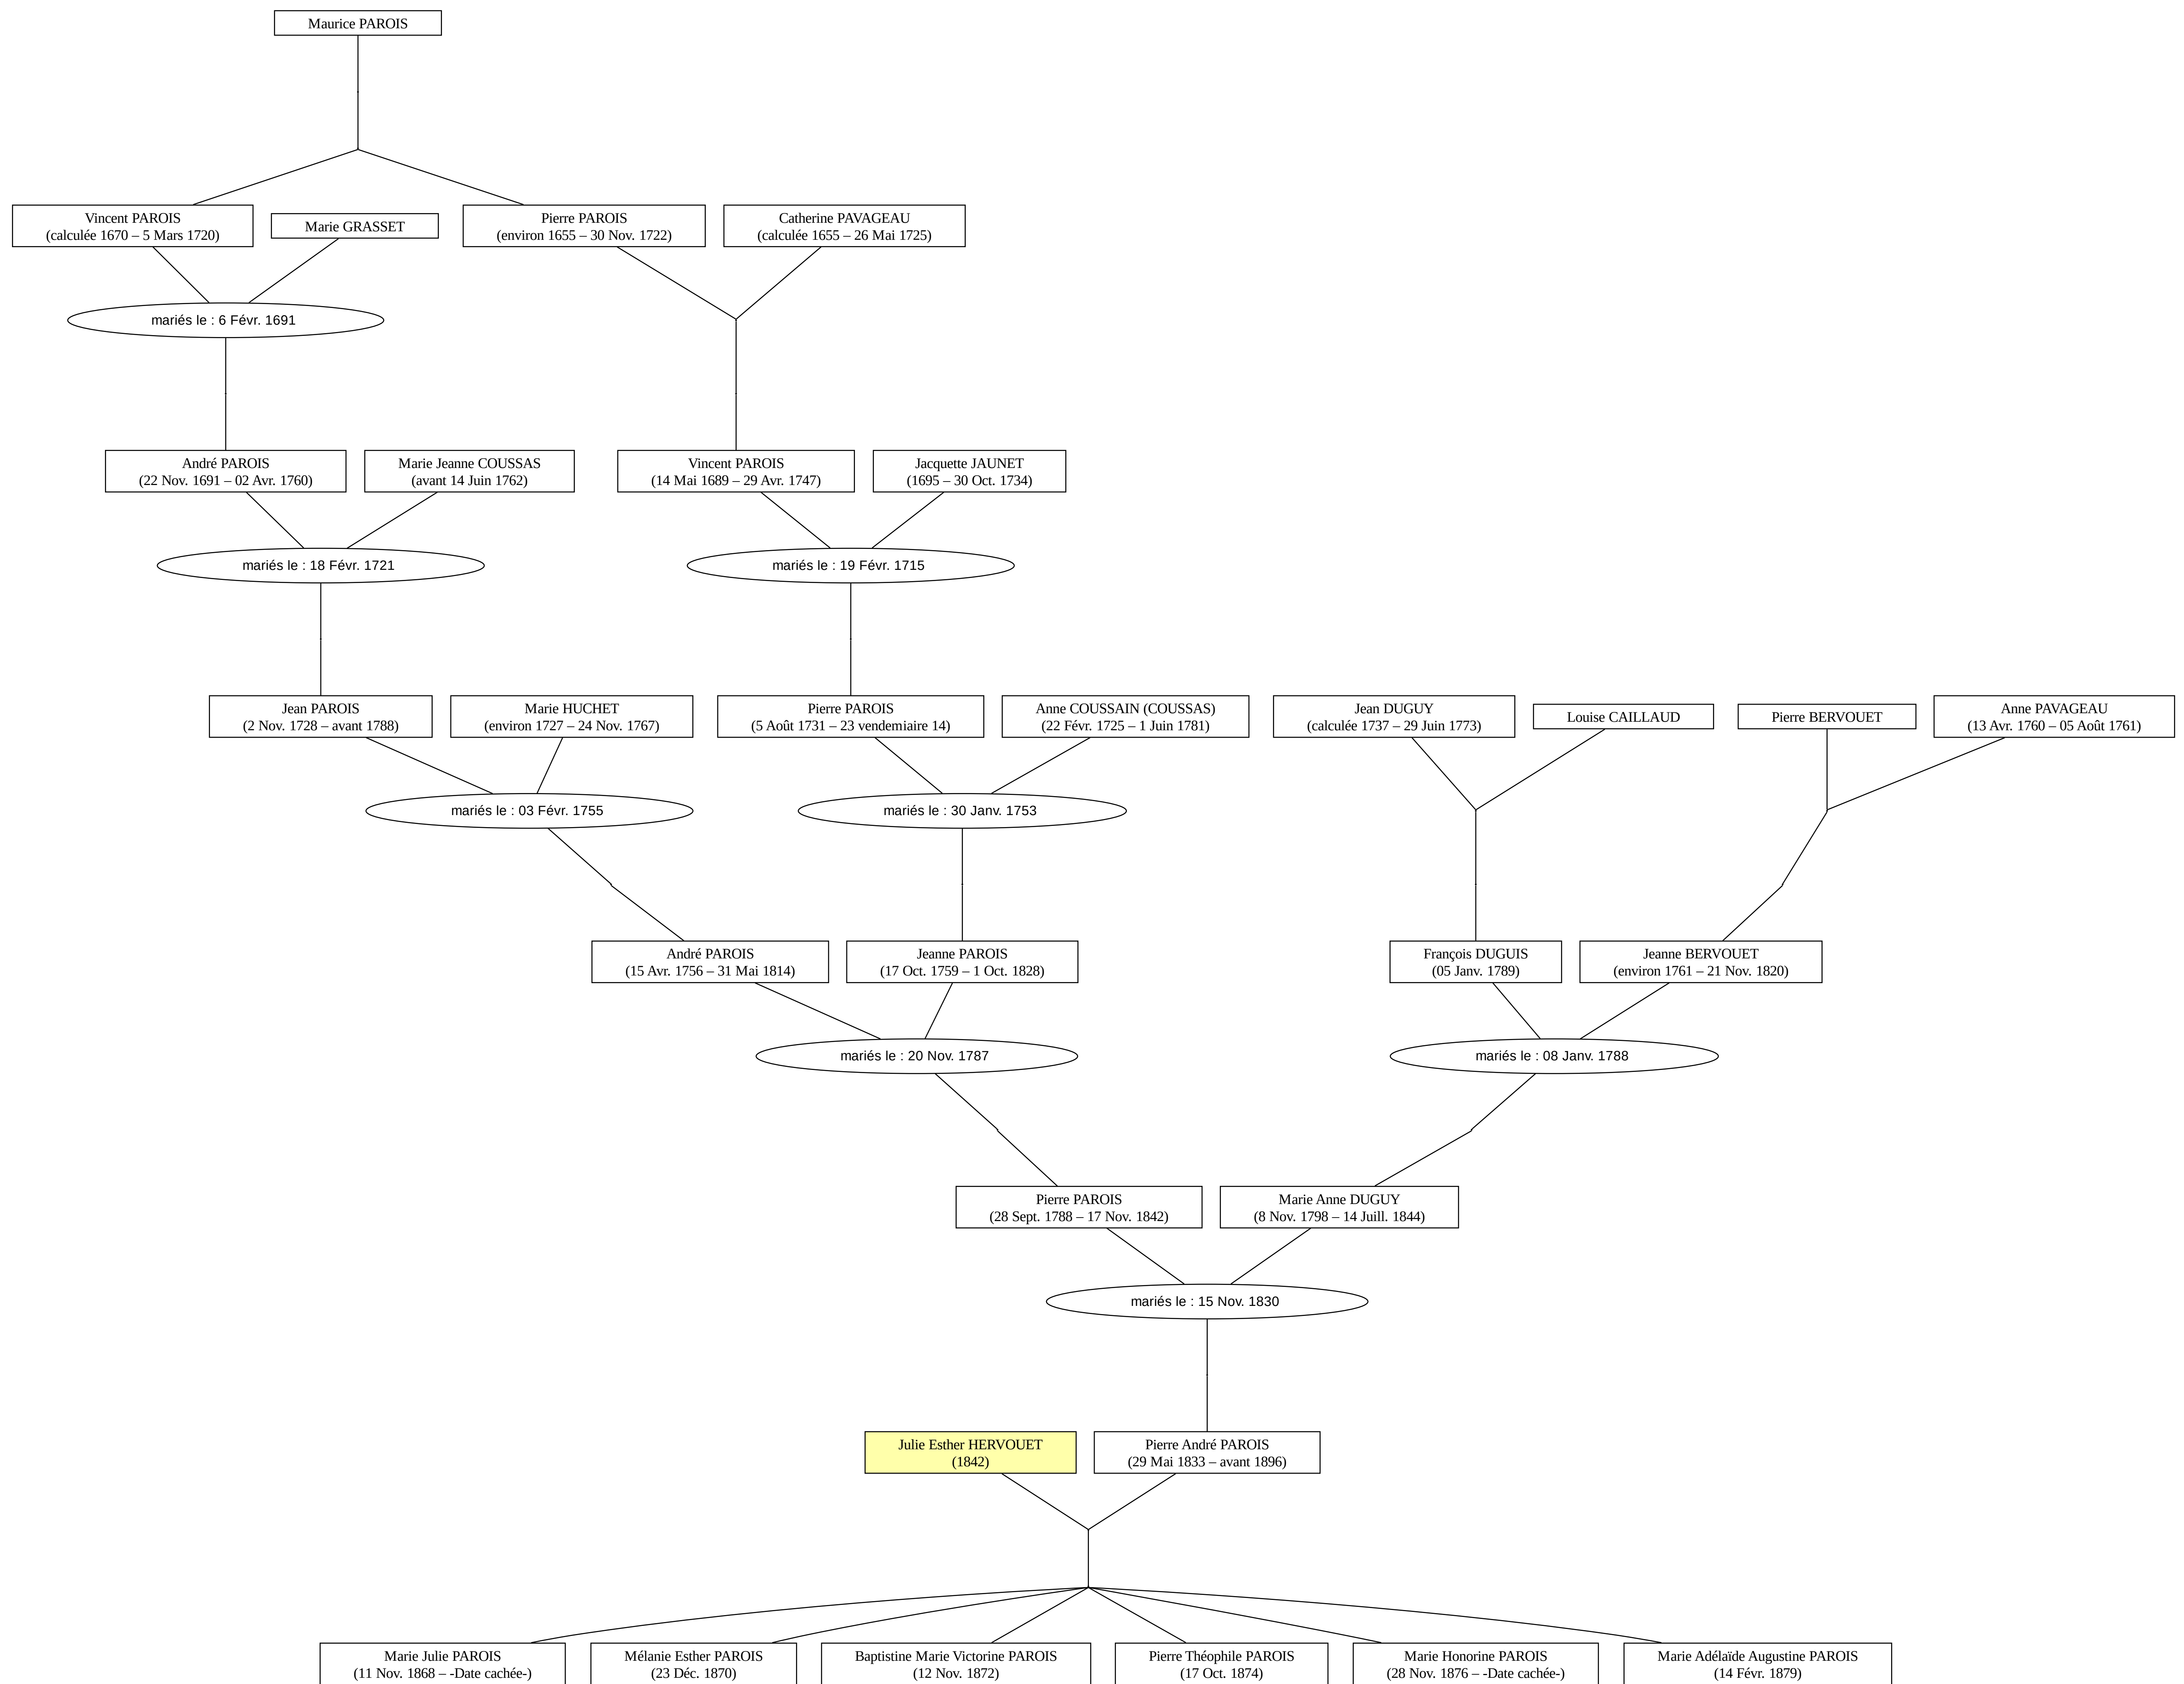 Maurice PAROIS
Vincent PAROIS
(calculée 1670 – 5 Mars 1720)
Marie GRASSET
Pierre PAROIS
(environ 1655 – 30 Nov. 1722)
Catherine PAVAGEAU
(calculée 1655 – 26 Mai 1725)
mariés le : 6 Févr. 1691
André PAROIS
(22 Nov. 1691 – 02 Avr. 1760)
Marie Jeanne COUSSAS
(avant 14 Juin 1762)
Vincent PAROIS
(14 Mai 1689 – 29 Avr. 1747)
Jacquette JAUNET
(1695 – 30 Oct. 1734)
mariés le : 18 Févr. 1721
mariés le : 19 Févr. 1715
Jean PAROIS
(2 Nov. 1728 – avant 1788)
Marie HUCHET
(environ 1727 – 24 Nov. 1767)
Pierre PAROIS
(5 Août 1731 – 23 vendemiaire 14)
Anne COUSSAIN (COUSSAS)
(22 Févr. 1725 – 1 Juin 1781)
Jean DUGUY
(calculée 1737 – 29 Juin 1773)
Louise CAILLAUD
Pierre BERVOUET
Anne PAVAGEAU
(13 Avr. 1760 – 05 Août 1761)
mariés le : 03 Févr. 1755
mariés le : 30 Janv. 1753
André PAROIS
(15 Avr. 1756 – 31 Mai 1814)
Jeanne PAROIS
(17 Oct. 1759 – 1 Oct. 1828)
François DUGUIS
(05 Janv. 1789)
Jeanne BERVOUET
(environ 1761 – 21 Nov. 1820)
mariés le : 20 Nov. 1787
mariés le : 08 Janv. 1788
Pierre PAROIS
(28 Sept. 1788 – 17 Nov. 1842)
Marie Anne DUGUY
(8 Nov. 1798 – 14 Juill. 1844)
mariés le : 15 Nov. 1830
Julie Esther HERVOUET
(1842)
Pierre André PAROIS
(29 Mai 1833 – avant 1896)
Marie Julie PAROIS
(11 Nov. 1868 – -Date cachée-)
Mélanie Esther PAROIS
(23 Déc. 1870)
Baptistine Marie Victorine PAROIS
(12 Nov. 1872)
Pierre Théophile PAROIS
(17 Oct. 1874)
Marie Honorine PAROIS
(28 Nov. 1876 – -Date cachée-)
Marie Adélaïde Augustine PAROIS
(14 Févr. 1879)